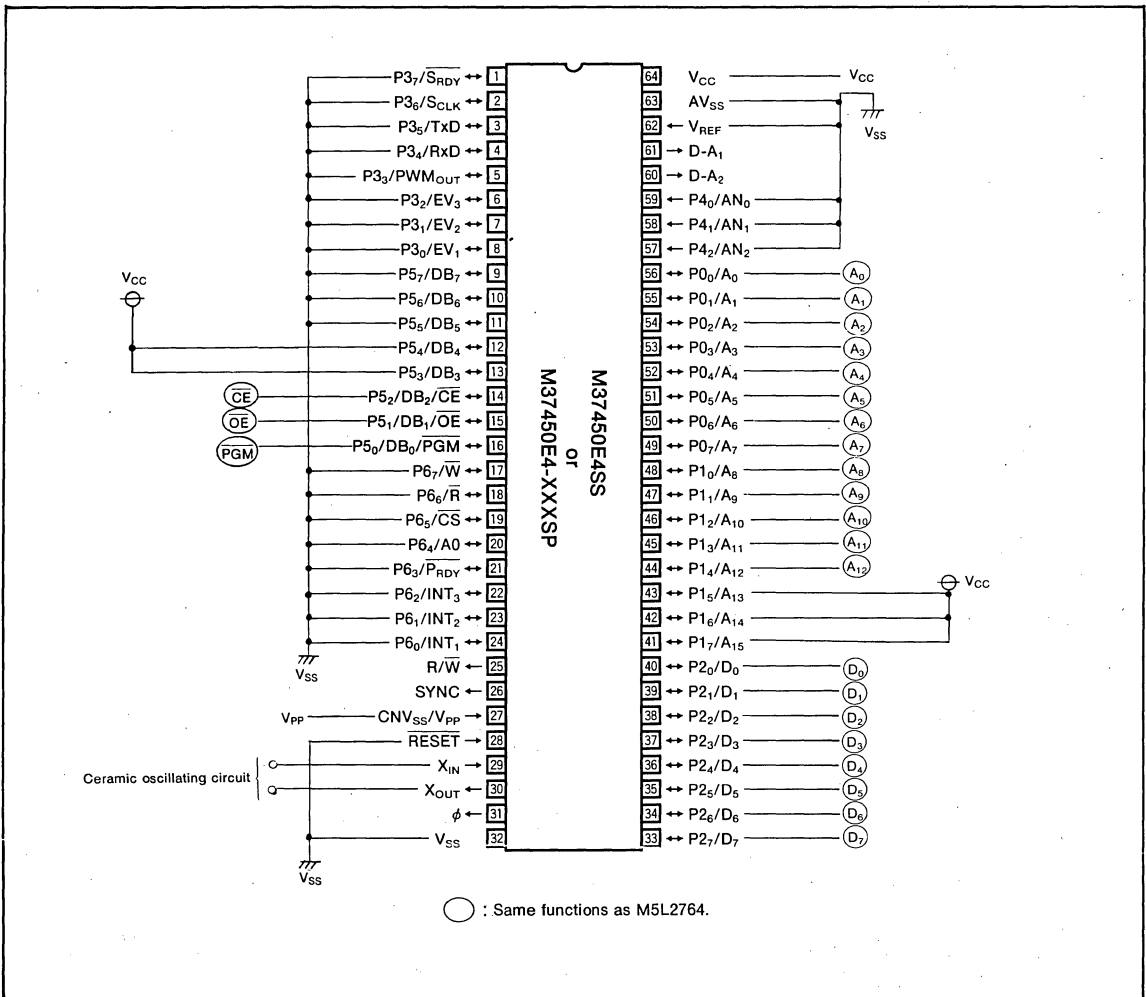 P3₇/S̅R̅D̅Y̅ ↔ 1
P3₆/SCLK ↔ 2
P3₅/TxD ↔ 3
P3₄/RxD ↔ 4
P3₃/PWMOUT ↔ 5
P3₂/EV₃ ↔ 6
P3₁/EV₂ ↔ 7
P3₀/EV₁ ↔ 8
P5₇/DB₇ ↔ 9
VCC
P5₆/DB₆ ↔ 10
P5₅/DB₅ ↔ 11
P5₄/DB₄ ↔ 12
P5₃/DB₃ ↔ 13
C̅E̅ P5₂/DB₂/C̅E̅ ↔ 14
O̅E̅ P5₁/DB₁/O̅E̅ ↔ 15
P̅G̅M̅ P5₀/DB₀/P̅G̅M̅ ↔ 16
P6₇/W̅ ↔ 17
P6₆/R̅ ↔ 18
P6₅/C̅S̅ ↔ 19
P6₄/A0 ↔ 20
P6₃/P̅R̅D̅Y̅ ↔ 21
P6₂/INT₃ ↔ 22
P6₁/INT₂ ↔ 23
P6₀/INT₁ ↔ 24
VSS
R/W̅ ← 25
SYNC ← 26
VPP CNVSS/VPP → 27
R̅E̅S̅E̅T̅ → 28
Ceramic oscillating circuit
XIN → 29
XOUT ← 30
ϕ ← 31
VSS 32
VSS
M37450E4SS
or
M37450E4-XXXSP
64 VCC VCC
63 AVSS
VSS
62 ← VREF
61 → D-A₁
60 → D-A₂
59 ← P4₀/AN₀
58 ← P4₁/AN₁
57 ← P4₂/AN₂
56 ↔ P0₀/A₀ A₀
55 ↔ P0₁/A₁ A₁
54 ↔ P0₂/A₂ A₂
53 ↔ P0₃/A₃ A₃
52 ↔ P0₄/A₄ A₄
51 ↔ P0₅/A₅ A₅
50 ↔ P0₆/A₆ A₆
49 ↔ P0₇/A₇ A₇
48 ↔ P1₀/A₈ A₈
47 ↔ P1₁/A₉ A₉
46 ↔ P1₂/A₁₀ A₁₀
45 ↔ P1₃/A₁₁ A₁₁
44 ↔ P1₄/A₁₂ A₁₂
VCC
43 ↔ P1₅/A₁₃
42 ↔ P1₆/A₁₄
41 ↔ P1₇/A₁₅
40 ↔ P2₀/D₀ D₀
39 ↔ P2₁/D₁ D₁
38 ↔ P2₂/D₂ D₂
37 ↔ P2₃/D₃ D₃
36 ↔ P2₄/D₄ D₄
35 ↔ P2₅/D₅ D₅
34 ↔ P2₆/D₆ D₆
33 ↔ P2₇/D₇ D₇
◯ : Same functions as M5L2764.